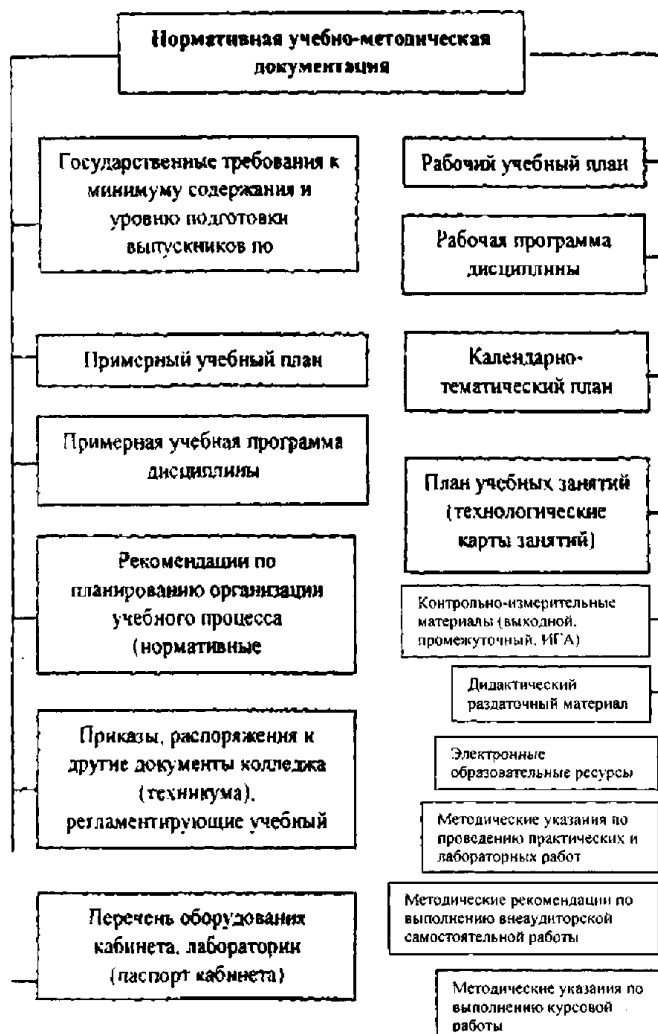 Нормативная учебно-методическая
документация
Государственные требования к
минимуму содержания и
уровню подготовки
выпускников по
Примерный учебный план
Примерная учебная программа
дисциплины
Рекомендации по
планированию организации
учебного процесса
(нормативные
Приказы, распоряжения и
другие документы колледжа
(техникума),
регламентирующие учебный
Перечень оборудования
кабинета, лаборатории
(паспорт кабинета)
Рабочий учебный план
Рабочая программа
дисциплины
Календарно-
тематический план
План учебных занятий
(технологические
карты занятий)
Контрольно-измерительные
материалы (выходной,
промежуточный, ИГА)
Дидактический
раздаточный материал
Электронные
образовательные ресурсы
Методические указания по
проведению практических и
лабораторных работ
Методические рекомендации по
выполнению внеаудиторской
самостоятельной работы
Методические указания по
выполнению курсовой
работы